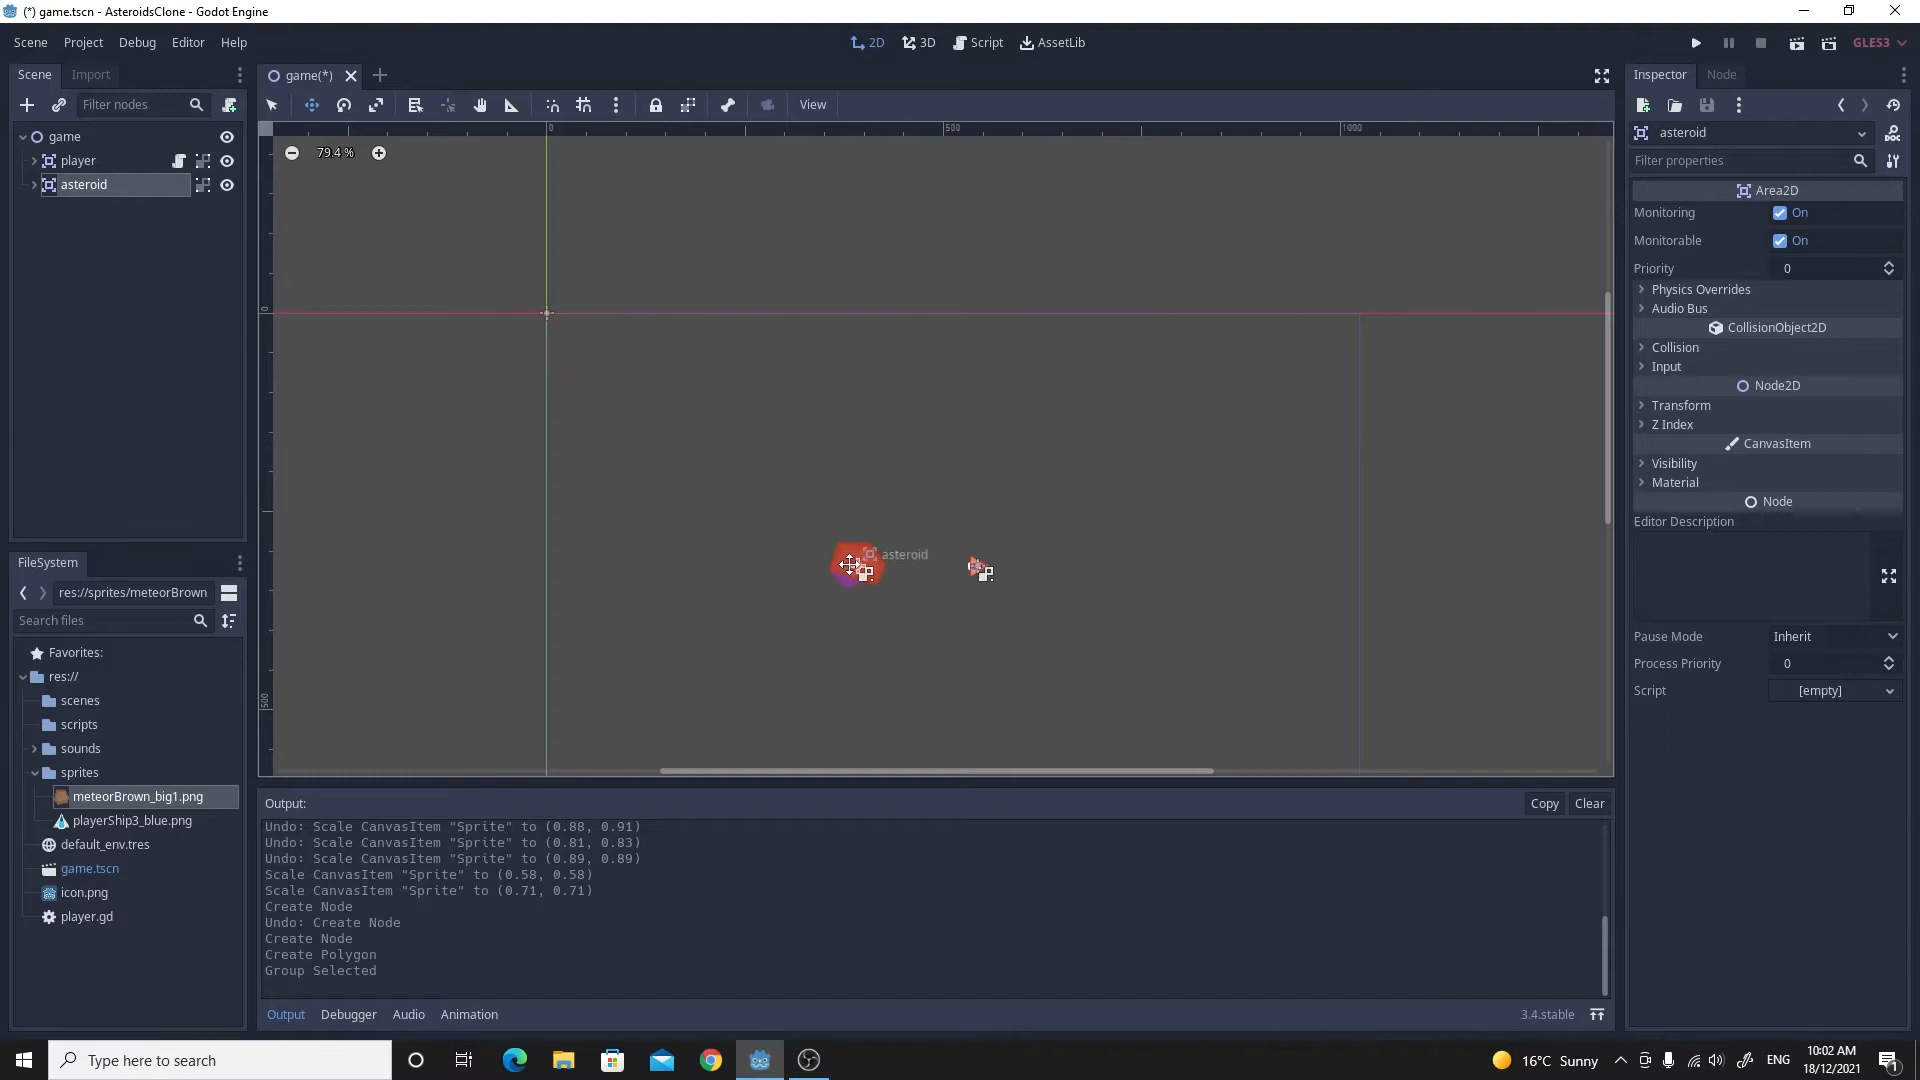 (*) game.tscn - AsteroidsClone - Godot Engine
Scene Project Debug Editor Help
2D 3D Script AssetLib
GLES3
Scene Import
game(*)
Inspector Node
Filter nodes
View
game
player
asteroid
0 500 1000
79.4 %
0
500
asteroid
asteroid
Filter properties
Area2D
Monitoring On
Monitorable On
Priority 0
Physics Overrides
Audio Bus
CollisionObject2D
Collision
Input
Node2D
Transform
Z Index
CanvasItem
Visibility
Material
Node
Editor Description
Pause Mode Inherit
Process Priority 0
Script [empty]
FileSystem
res://sprites/meteorBrown
Search files
Favorites:
res://
scenes
scripts
sounds
sprites
meteorBrown_big1.png
playerShip3_blue.png
default_env.tres
game.tscn
icon.png
player.gd
Output:
Copy Clear
Undo: Scale CanvasItem "Sprite" to (0.88, 0.91)
Undo: Scale CanvasItem "Sprite" to (0.81, 0.83)
Undo: Scale CanvasItem "Sprite" to (0.89, 0.89)
Scale CanvasItem "Sprite" to (0.58, 0.58)
Scale CanvasItem "Sprite" to (0.71, 0.71)
Create Node
Undo: Create Node
Create Node
Create Polygon
Group Selected
Output Debugger Audio Animation
3.4.stable
Type here to search
16°C Sunny
ENG
10:02 AM
18/12/2021
1